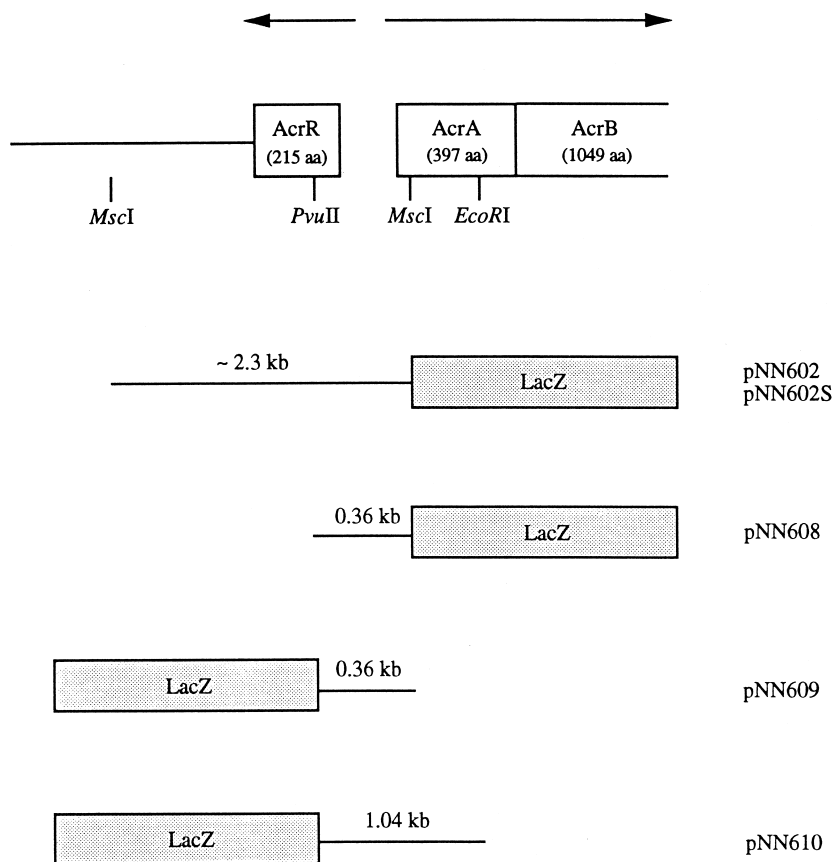 AcrR
(215 aa)
AcrA
(397 aa)
AcrB
(1049 aa)
MscI
PvuII
MscI
EcoRI
~ 2.3 kb
LacZ
pNN602
pNN602S
0.36 kb
LacZ
pNN608
LacZ
0.36 kb
pNN609
LacZ
1.04 kb
pNN610